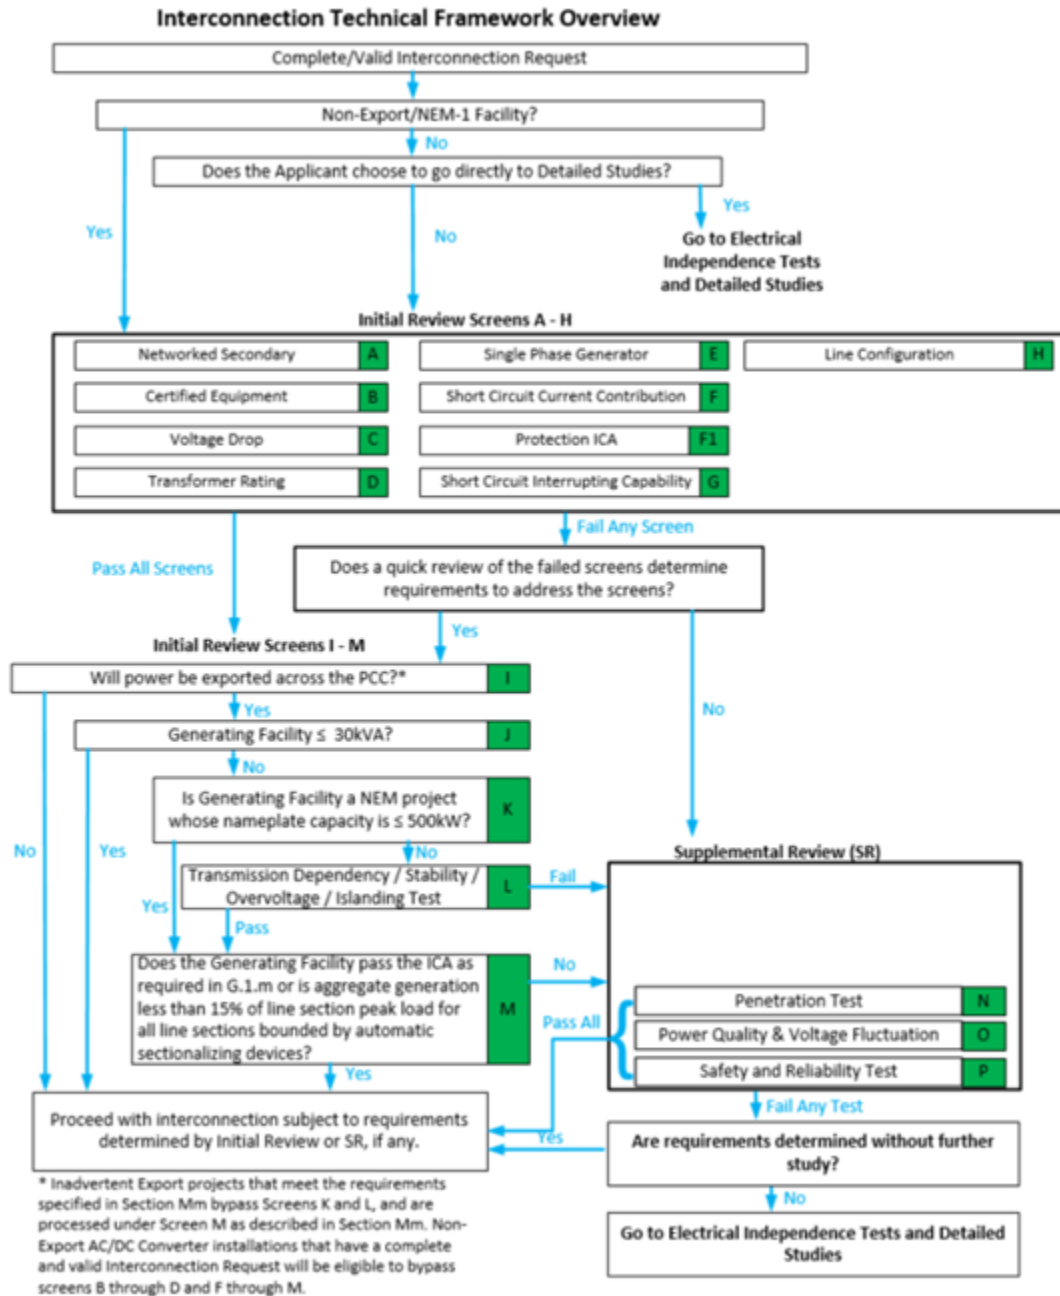 Interconnection Technical Framework Overview
Complete/Valid Interconnection Request
Non-Export/NEM-1 Facility?
No
Does the Applicant choose to go directly to Detailed Studies?
Yes
No
Yes
Go to Electrical
Independence Tests
and Detailed Studies
Initial Review Screens A - H
Networked Secondary A
Single Phase Generator E
Line Configuration H
Certified Equipment B
Short Circuit Current Contribution F
Voltage Drop C
Protection ICA F1
Transformer Rating D
Short Circuit Interrupting Capability G
Fail Any Screen
Pass All Screens
Does a quick review of the failed screens determine
requirements to address the screens?
Yes
Initial Review Screens I - M
Will power be exported across the PCC?* I
Yes
No
Generating Facility ≤ 30kVA? J
No
Is Generating Facility a NEM project
whose nameplate capacity is ≤ 500kW?
K
No
Yes
No
Supplemental Review (SR)
Transmission Dependency / Stability /
Overvoltage / Islanding Test
L
Fail
Yes
Pass
Does the Generating Facility pass the ICA as
required in G.1.m or is aggregate generation
less than 15% of line section peak load for
all line sections bounded by automatic
sectionalizing devices?
M
No
Penetration Test N
Pass All
Power Quality & Voltage Fluctuation O
Safety and Reliability Test P
Yes
Fail Any Test
Proceed with interconnection subject to requirements
determined by Initial Review or SR, if any.
Yes
Are requirements determined without further
study?
No
Go to Electrical Independence Tests and Detailed
Studies
* Inadvertent Export projects that meet the requirements
specified in Section Mm bypass Screens K and L, and are
processed under Screen M as described in Section Mm. Non-
Export AC/DC Converter installations that have a complete
and valid Interconnection Request will be eligible to bypass
screens B through D and F through M.